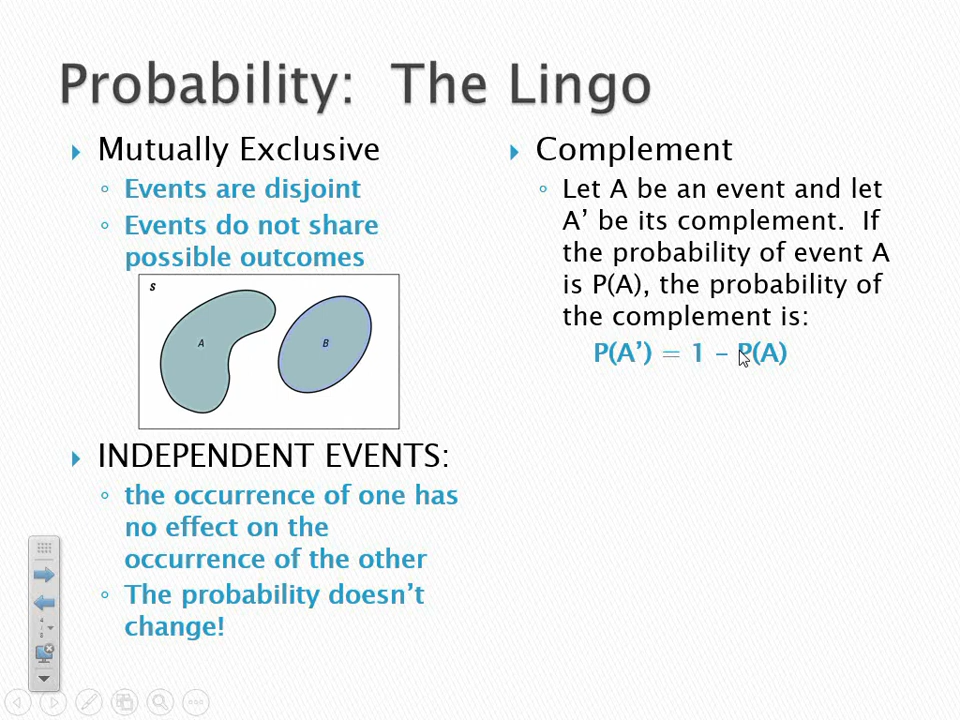 Probability: The Lingo
Mutually Exclusive
Events are disjoint
Events do not share
possible outcomes
S
A
B
INDEPENDENT EVENTS:
the occurrence of one has
no effect on the
occurrence of the other
The probability doesn’t
change!
Complement
Let A be an event and let
A’ be its complement. If
the probability of event A
is P(A), the probability of
the complement is:
P(A’) = 1 – P(A)